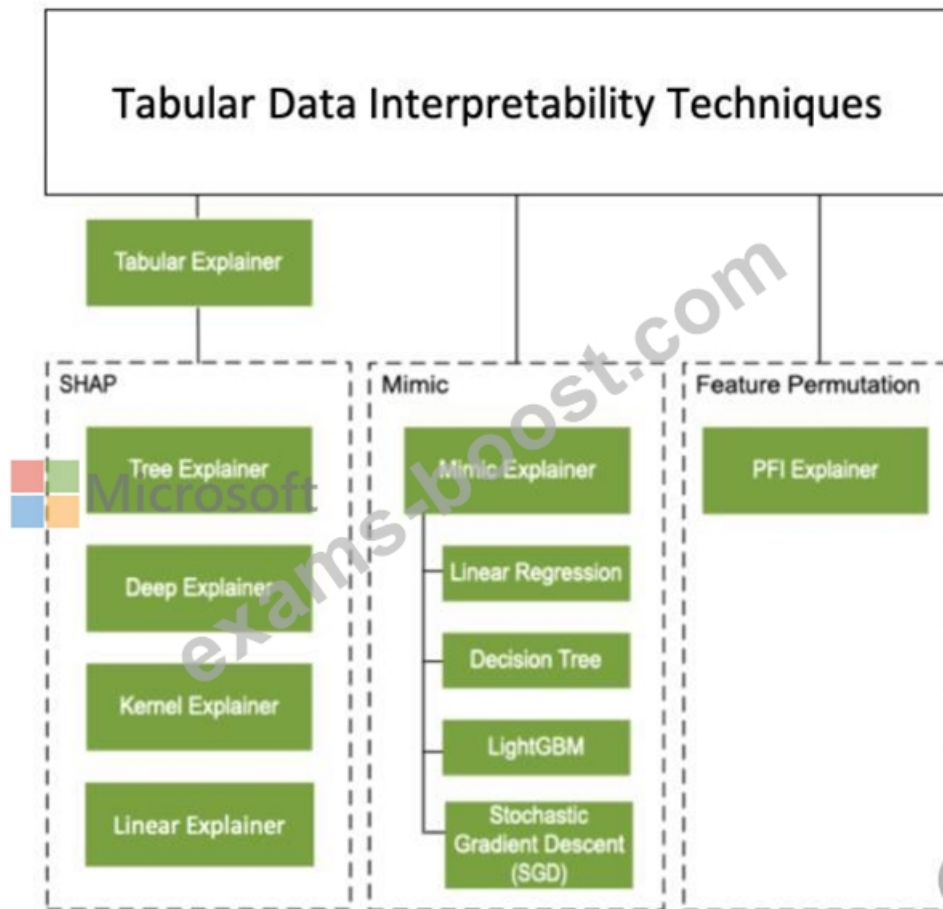 Tabular Data Interpretability Techniques
Tabular Explainer
SHAP
Tree Explainer
Deep Explainer
Kernel Explainer
Linear Explainer
Mimic
Mimic Explainer
Linear Regression
Decision Tree
LightGBM
Stochastic
Gradient Descent
(SGD)
Feature Permutation
PFI Explainer
Microsoft
exams-boost.com